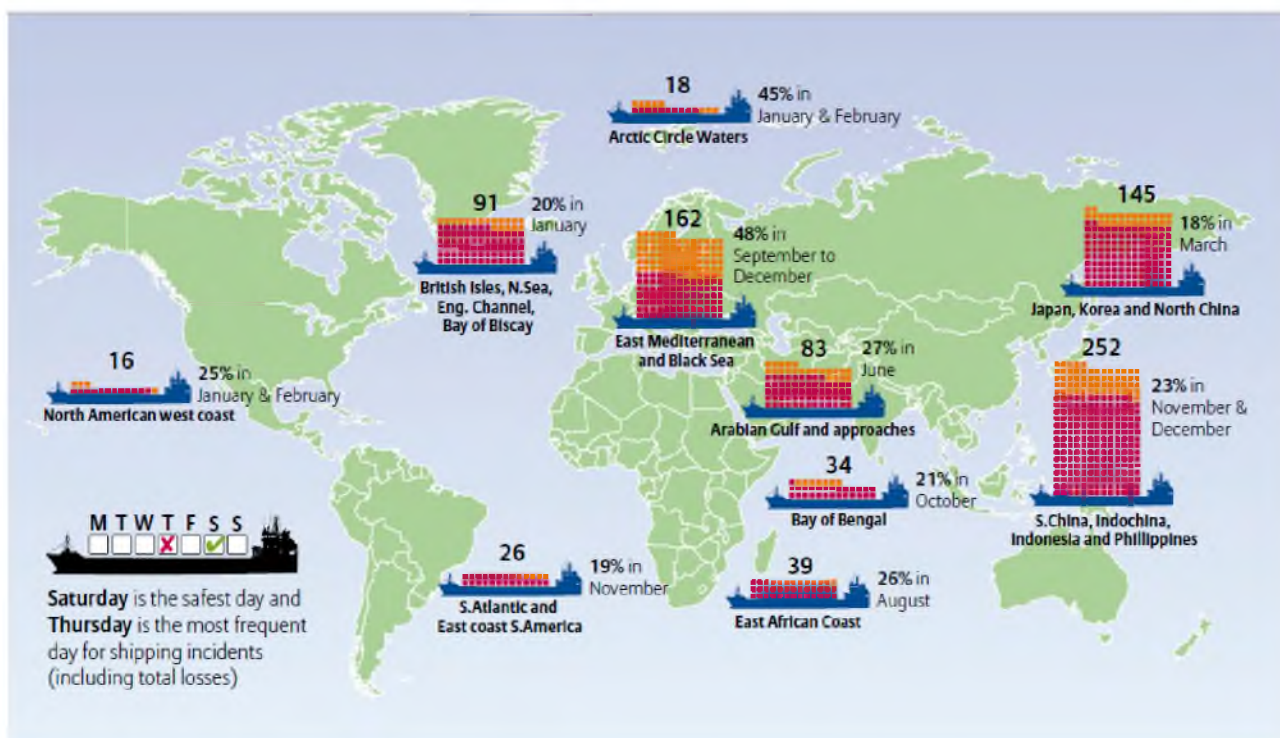 18
45% in
January & February
Arctic Circle Waters
91
20% in
January
British Isles, N.Sea,
Eng. Channel,
Bay of Biscay
162
48% in
September to
December
East Mediterranean
and Black Sea
145
18% in
March
Japan, Korea and North China
16
25% in
January & February
North American west coast
83
27% in
June
Arabian Gulf and approaches
252
23% in
November &
December
S.China, Indochina,
Indonesia and Phillippines
34
21% in
October
Bay of Bengal
26
19% in
November
S.Atlantic and
East coast S.America
39
26% in
August
East African Coast
M T W T F S S
Saturday is the safest day and
Thursday is the most frequent
day for shipping incidents
(including total losses)